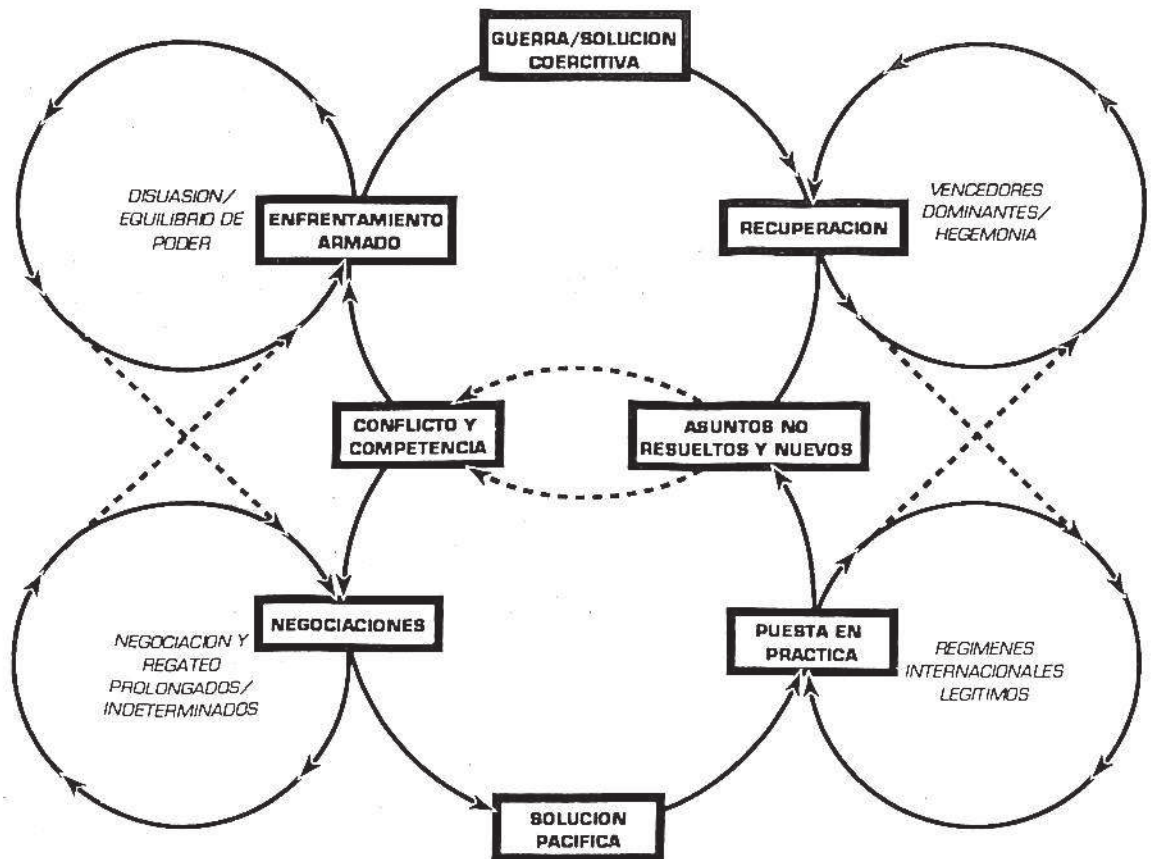 GUERRA/SOLUCION
COERCITIVA
DISUASION/
EQUILIBRIO DE
PODER
ENFRENTAMIENTO
ARMADO
RECUPERACION
VENCEDORES
DOMINANTES/
HEGEMONIA
CONFLICTO Y
COMPETENCIA
ASUNTOS NO
RESUELTOS Y NUEVOS
NEGOCIACION Y
REGATEO
PROLONGADOS/
INDETERMINADOS
NEGOCIACIONES
PUESTA EN
PRACTICA
REGIMENES
INTERNACIONALES
LEGITIMOS
SOLUCION
PACIFICA